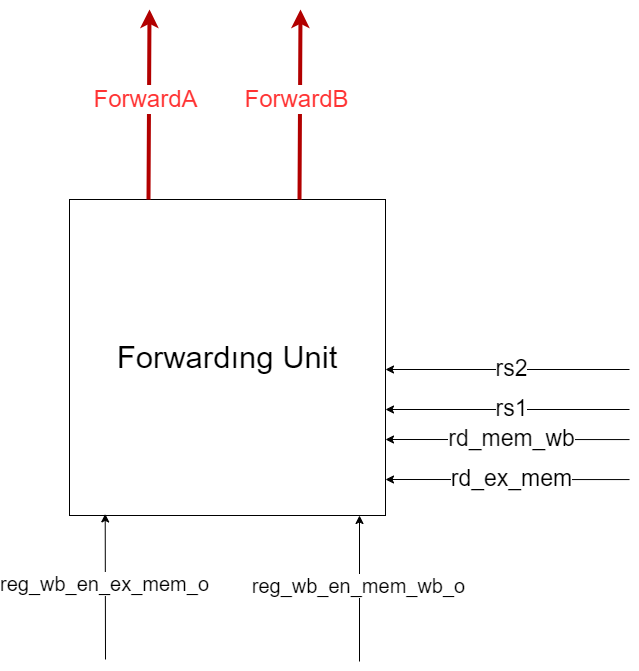 ForwardA
ForwardB
Forwardıng Unit
rs2
rs1
rd_mem_wb
rd_ex_mem
reg_wb_en_ex_mem_o
reg_wb_en_mem_wb_o